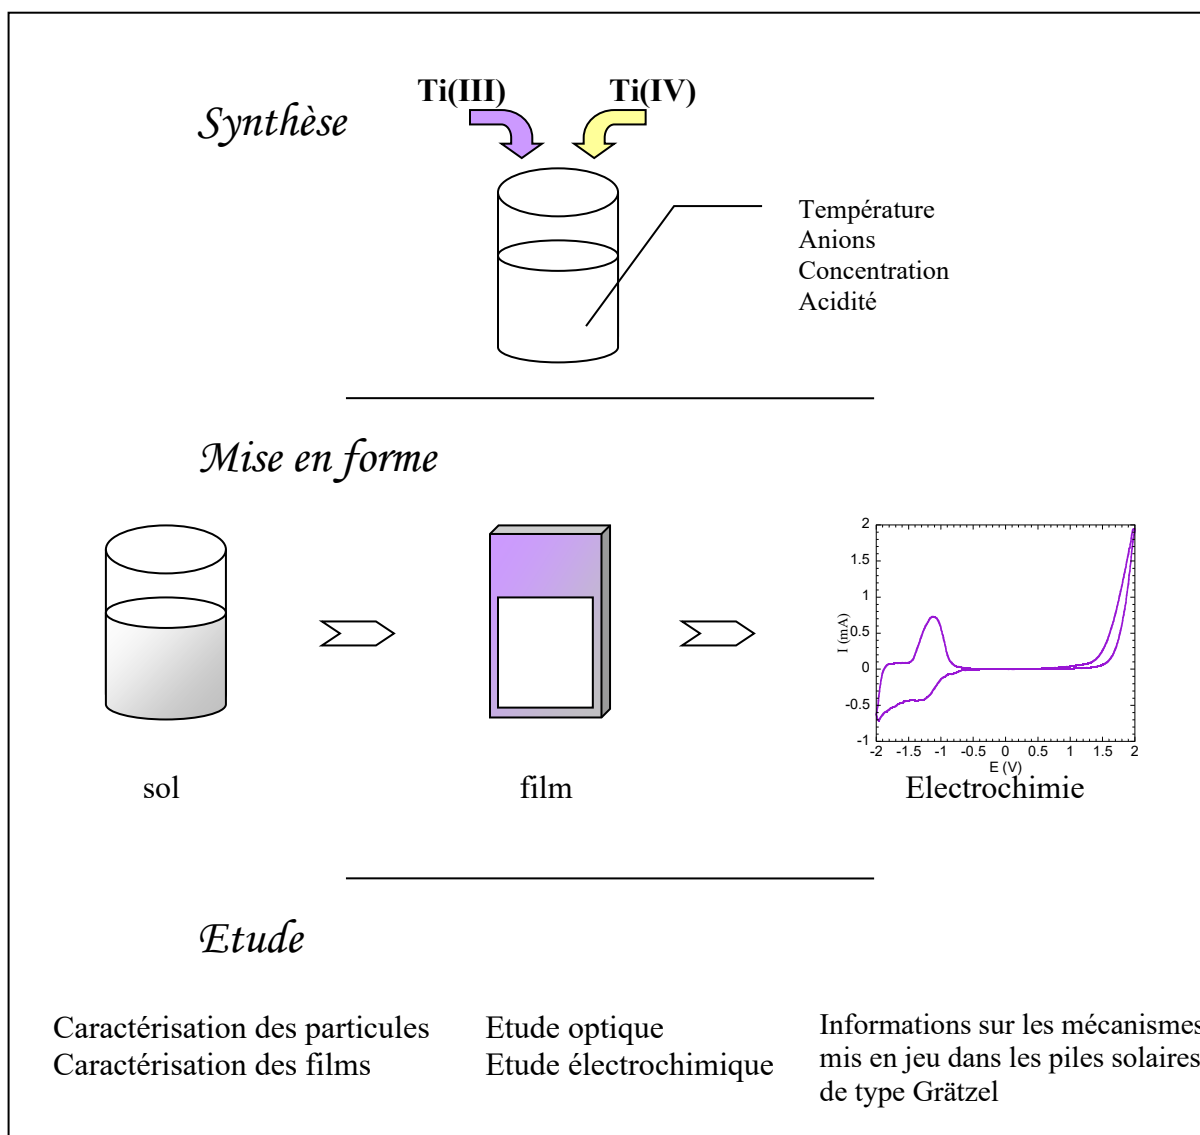 Synthèse
Ti(III)
Ti(IV)
Température
Anions
Concentration
Acidité
Mise en forme
sol
film
I (mA)
2
1.5
1
0.5
0
-0.5
-1
-2 -1.5 -1 -0.5 0 0.5 1 1.5 2
E (V)
Electrochimie
Etude
Caractérisation des particules
Caractérisation des films
Etude optique
Etude électrochimique
Informations sur les mécanismes
mis en jeu dans les piles solaires
de type Grätzel